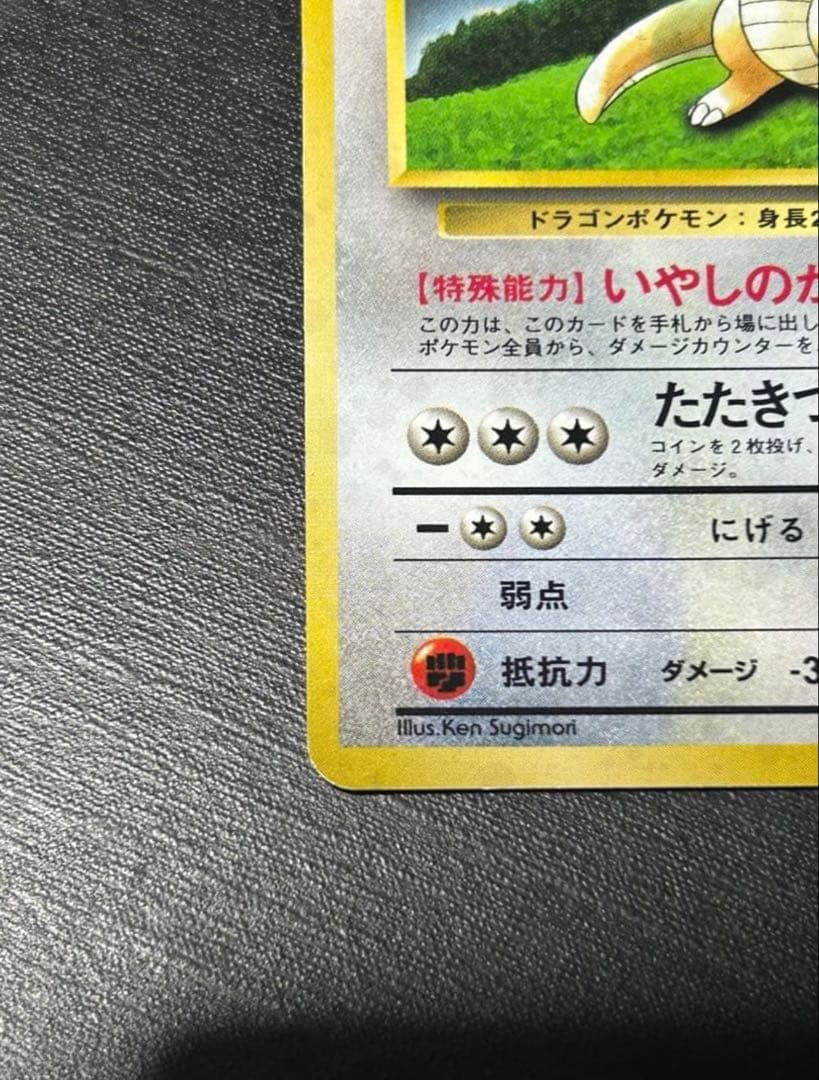 ドラゴンポケモン：身長2
【特殊能力】いやしのか
この力は、このカードを手札から場に出し
ポケモン全員から、ダメージカウンターを
たたきつ
コインを2枚投げ、
ダメージ。
ー にげる
弱点
抵抗力 ダメージ -3
Illus.Ken Sugimori